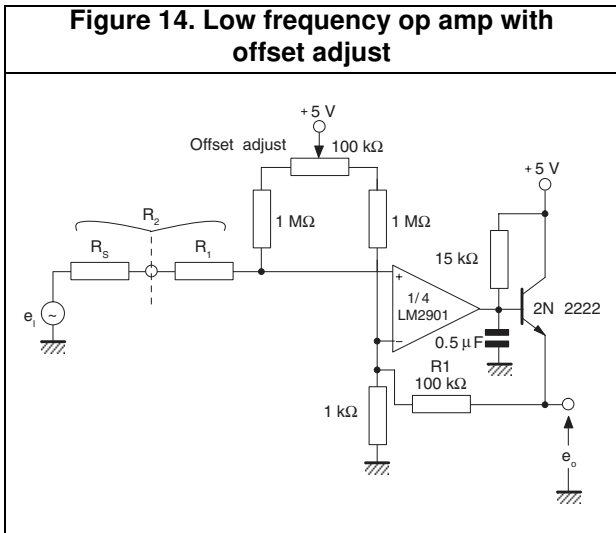 Figure 14. Low frequency op amp with
offset adjust
+5 V
Offset adjust 100 kΩ
+5 V
R2
1 MΩ
1 MΩ
RS
R1
15 kΩ
+
1/4
LM2901
2N 2222
eI
~
−
0.5 μF
R1
100 kΩ
1 kΩ
eo